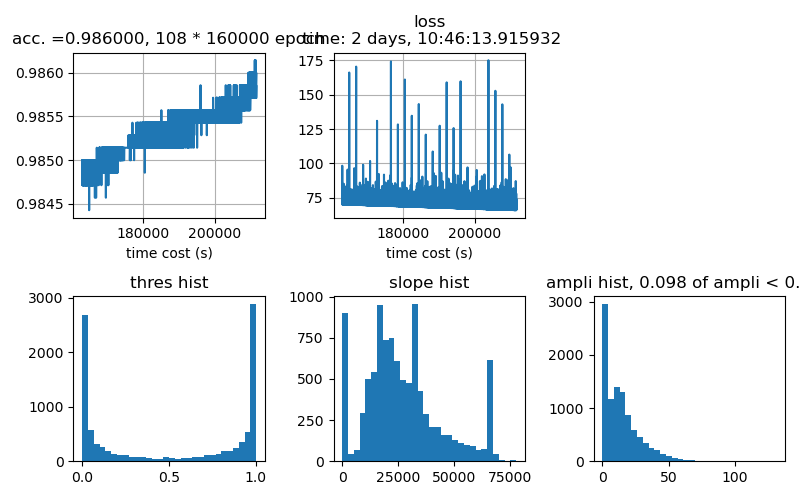 loss
acc. =0.986000, 108 * 160000 epoch
time: 2 days, 10:46:13.915932
0.9860
0.9855
0.9850
0.9845
180000 200000
time cost (s)
175
150
125
100
75
180000 200000
time cost (s)
thres hist
3000
2000
1000
0
0.0 0.5 1.0
slope hist
1000
750
500
250
0
0 25000 50000 75000
ampli hist, 0.098 of ampli < 0.
3000
2000
1000
0
0 50 100